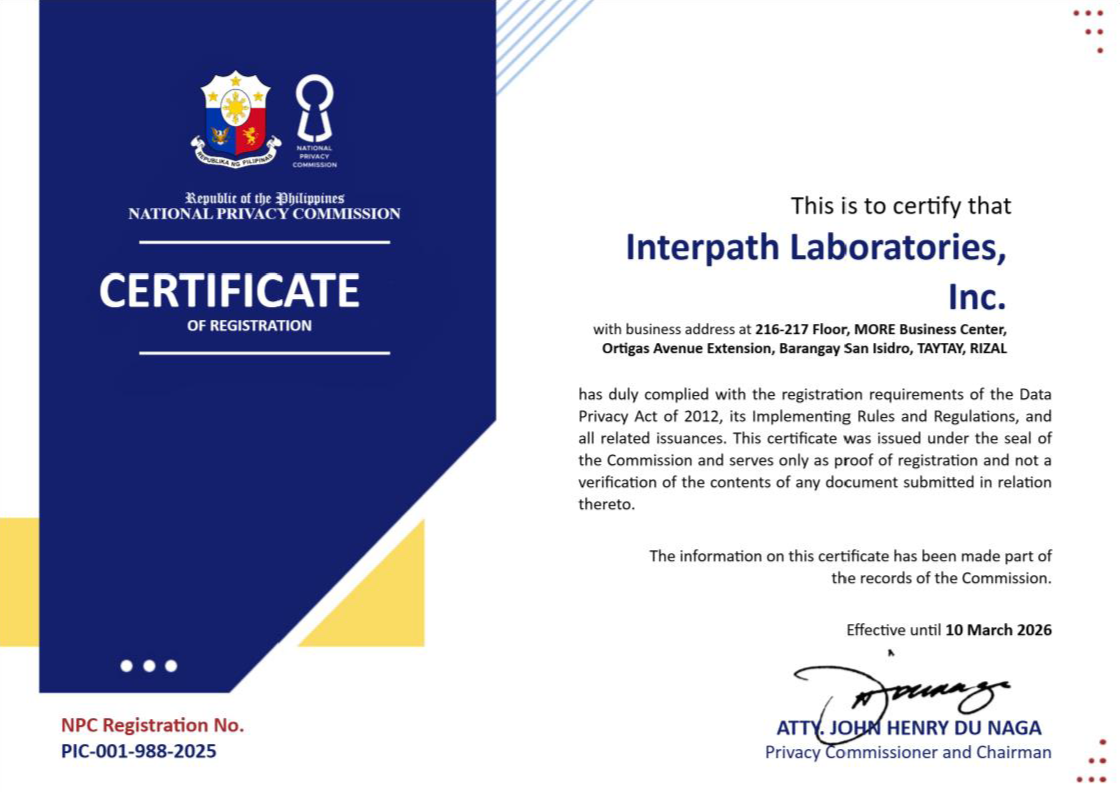 REPUBLIKA NG PILIPINAS
NATIONAL
PRIVACY
COMMISSION
Republic of the Philippines
NATIONAL PRIVACY COMMISSION
CERTIFICATE
OF REGISTRATION
NPC Registration No.
PIC-001-988-2025
This is to certify that
Interpath Laboratories,
Inc.
with business address at 216-217 Floor, MORE Business Center,
Ortigas Avenue Extension, Barangay San Isidro, TAYTAY, RIZAL
has duly complied with the registration requirements of the Data
Privacy Act of 2012, its Implementing Rules and Regulations, and
all related issuances. This certificate was issued under the seal of
the Commission and serves only as proof of registration and not a
verification of the contents of any document submitted in relation
thereto.
The information on this certificate has been made part of
the records of the Commission.
Effective until 10 March 2026
ATTY. JOHN HENRY DU NAGA
Privacy Commissioner and Chairman